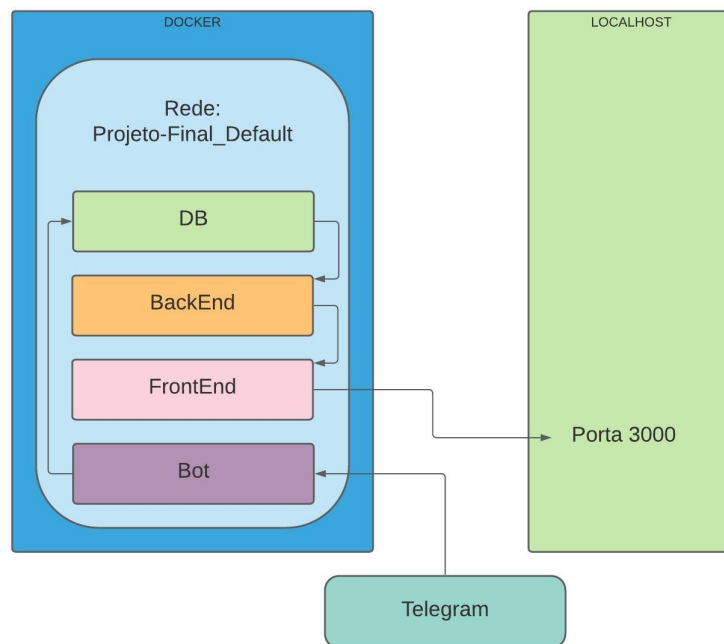 DOCKER
LOCALHOST
Rede:
Projeto-Final_Default
DB
BackEnd
FrontEnd
Porta 3000
Bot
Telegram